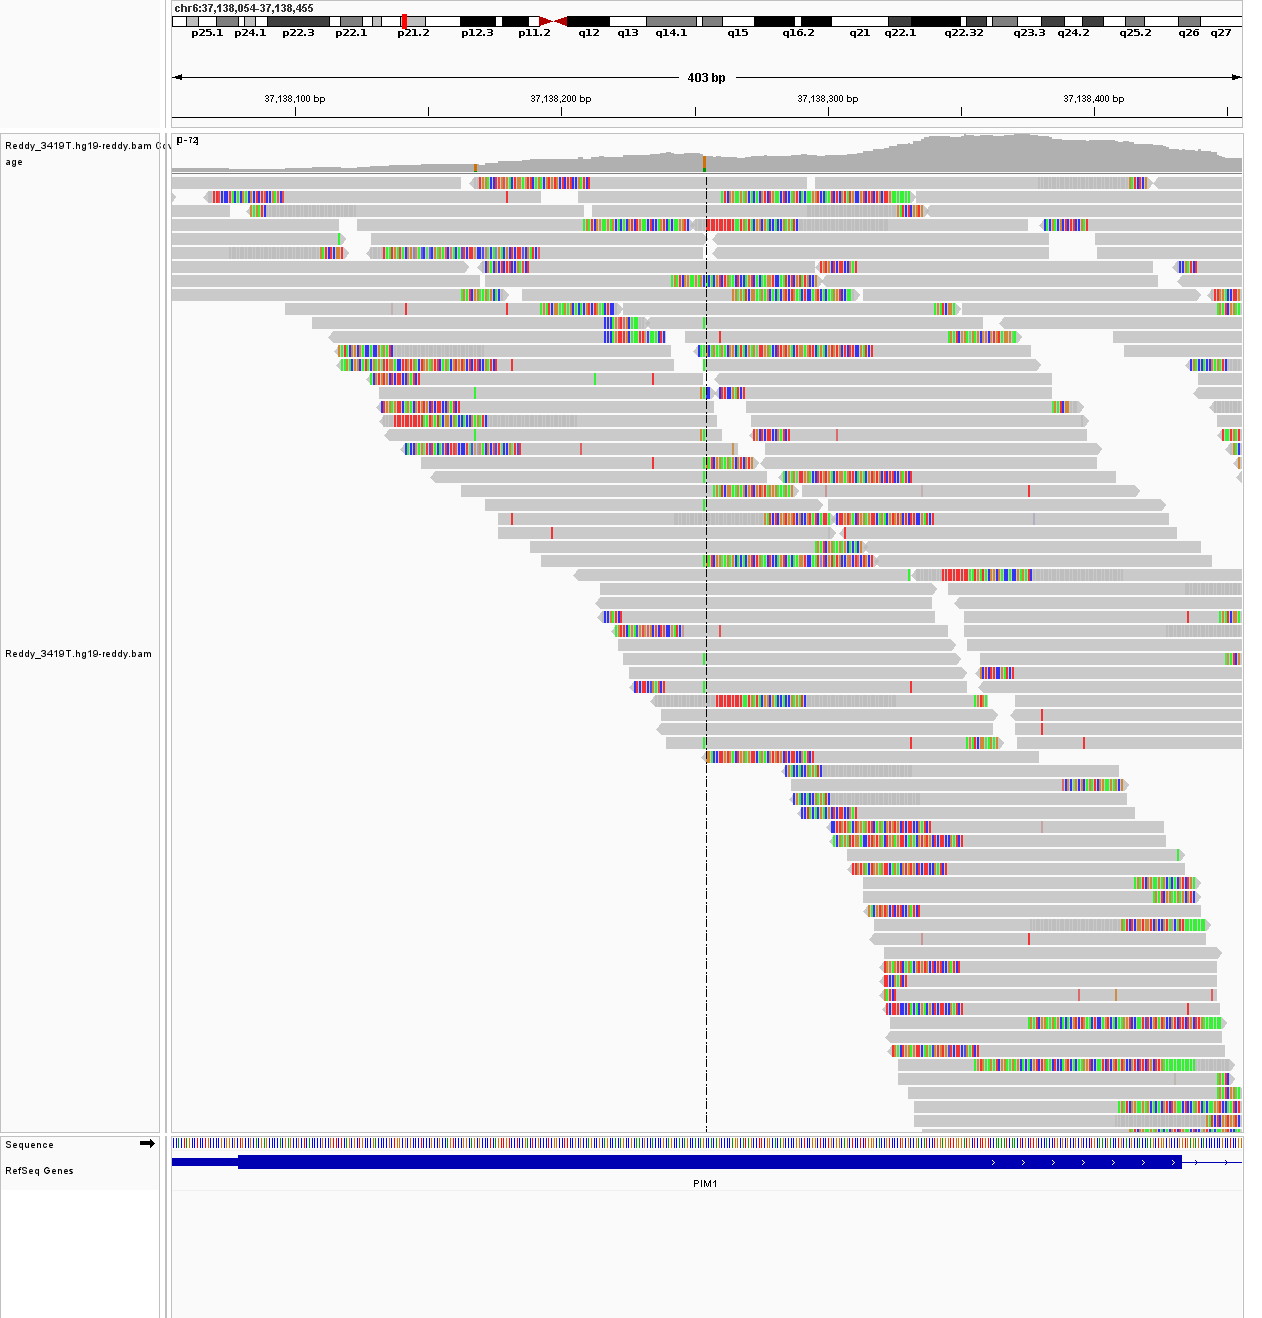 chr6:37,138,054-37,138,455
p25.1 p24.1 p22.3 p22.1 p21.2 p12.3 p11.2 q12 q13 q14.1 q15 q16.2 q21 q22.1 q22.32 q23.3 q24.2 q25.2 q26 q27
403 bp
37,138,100 bp 37,138,200 bp 37,138,300 bp 37,138,400 bp
[0-72]
Reddy_3419T.hg19-reddy.bam Cov
age
Reddy_3419T.hg19-reddy.bam
Sequence
RefSeq Genes
PIM1